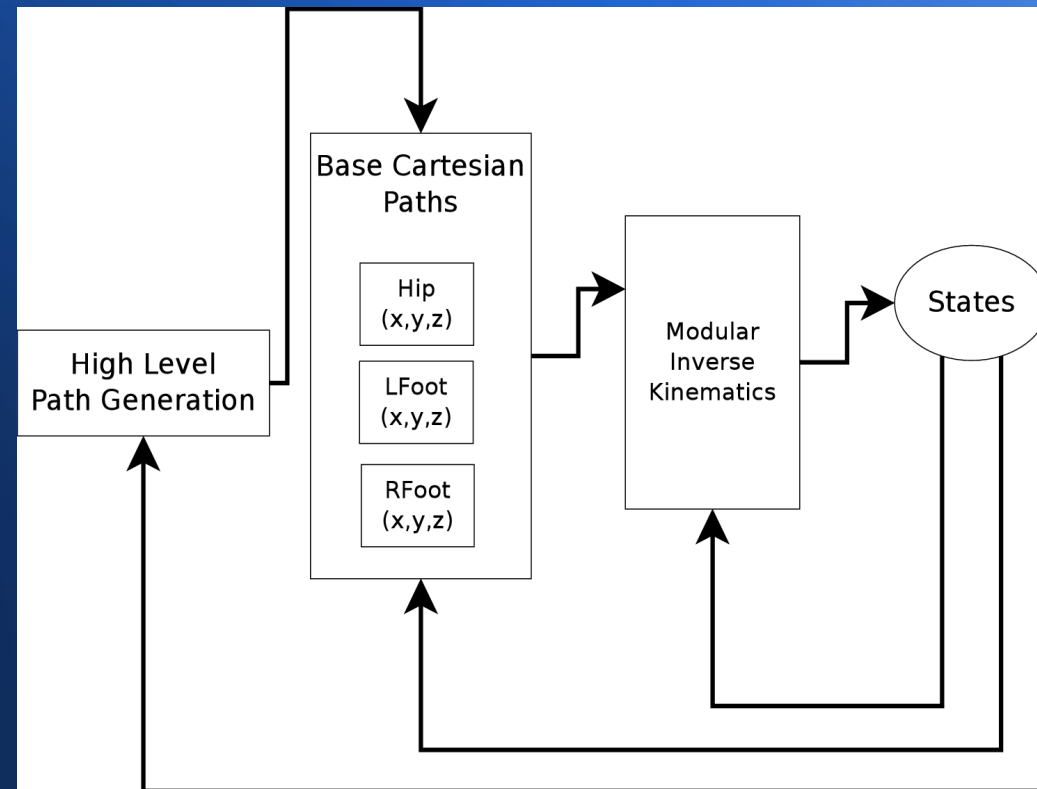 High Level
Path Generation
Base Cartesian
Paths
Hip
(x,y,z)
LFoot
(x,y,z)
RFoot
(x,y,z)
Modular
Inverse
Kinematics
States